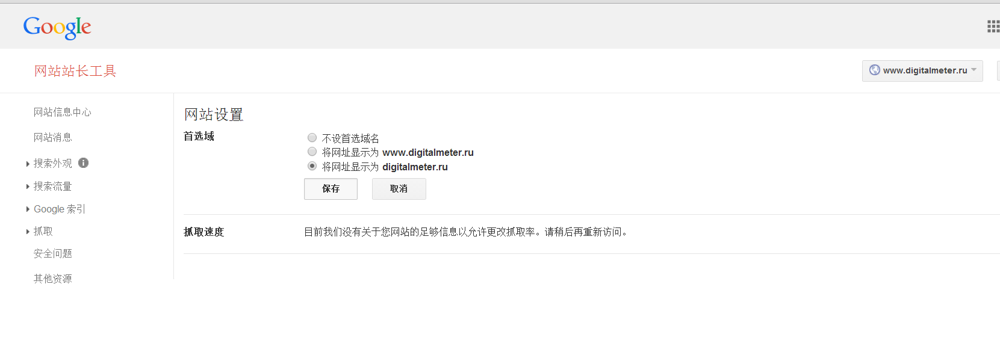 Google
网站站长工具
www.digitalmeter.ru
网站信息中心
网站消息
搜索外观
搜索流量
Google 索引
抓取
安全问题
其他资源
网站设置
首选域
不设首选域名
将网址显示为 www.digitalmeter.ru
将网址显示为 digitalmeter.ru
保存 取消
抓取速度 目前我们没有关于您网站的足够信息以允许更改抓取率。请稍后再重新访问。